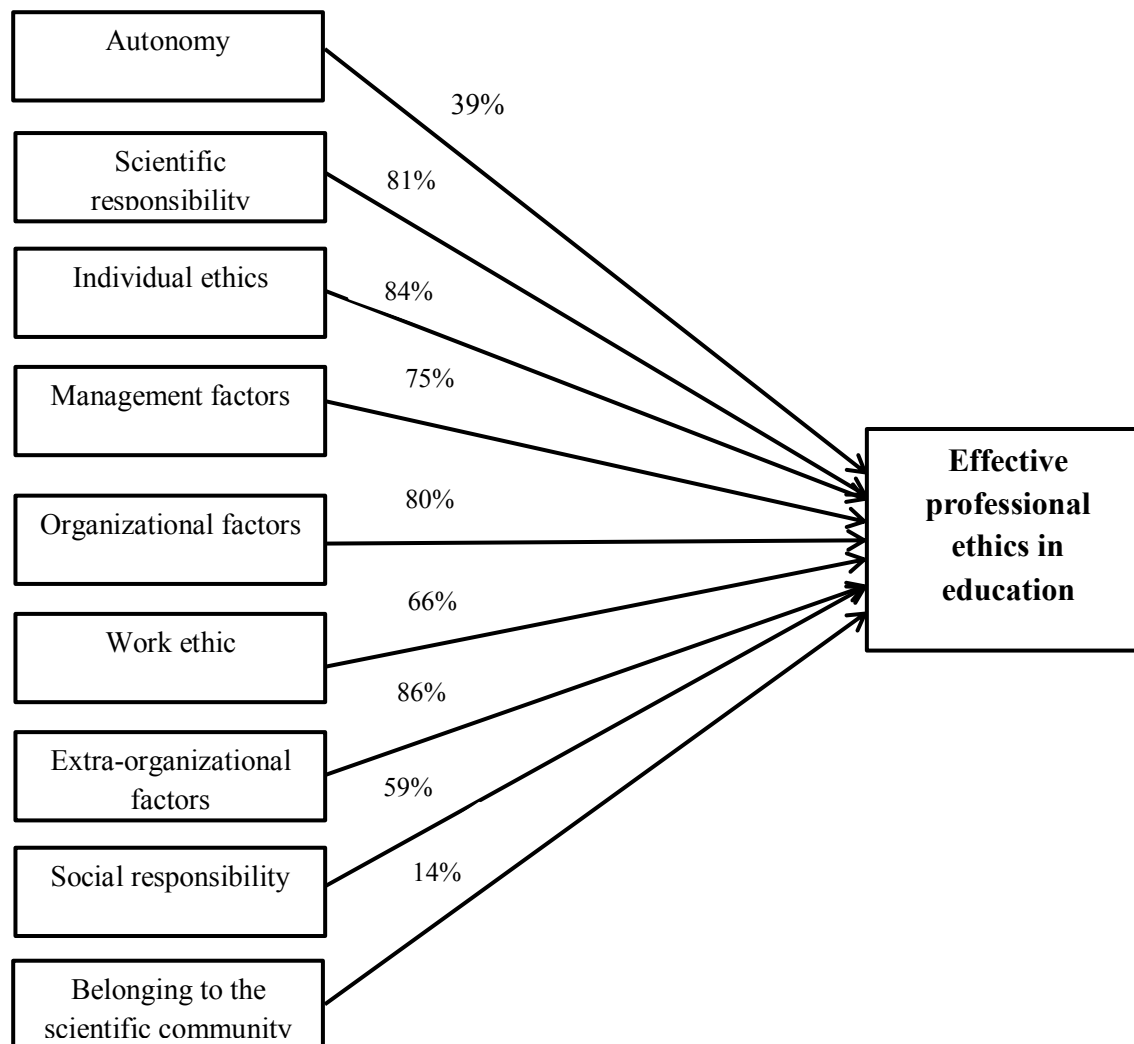 Autonomy
39%
Scientific
responsibility
81%
Individual ethics
84%
Management factors
75%
Organizational factors
80%
Work ethic
66%
Extra-organizational
factors
86%
Social responsibility
59%
Belonging to the
scientific community
14%
Effective
professional
ethics in
education